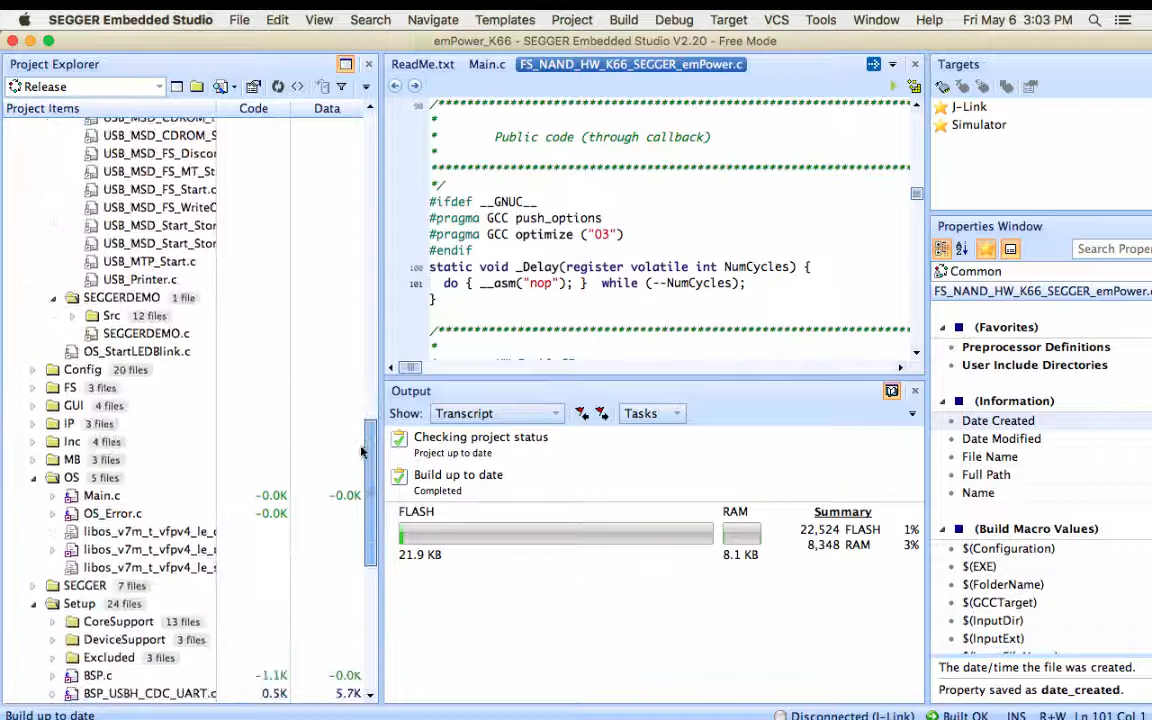 SEGGER Embedded Studio File Edit View Search Navigate Templates Project Build Debug Target VCS Tools Window Help Fri May 6 3:03 PM
emPower_K66 - SEGGER Embedded Studio V2.20 - Free Mode
Project Explorer
Release
Project Items Code Data
USB_MSD_CDROM_
USB_MSD_CDROM_S
USB_MSD_FS_Discor
USB_MSD_FS_MT_St
USB_MSD_FS_Start.c
USB_MSD_FS_WriteC
USB_MSD_Start_Stor
USB_MSD_Start_Stor
USB_MTP_Start.c
USB_Printer.c
SEGGERDEMO 1 file
Src 12 files
SEGGERDEMO.c
OS_StartLEDBlink.c
Config 20 files
FS 3 files
GUI 4 files
IP 3 files
Inc 4 files
MB 3 files
OS 5 files
Main.c -0.0K -0.0K
OS_Error.c -0.0K
libos_v7m_t_vfpv4_le_
libos_v7m_t_vfpv4_le_
libos_v7m_t_vfpv4_le_s
SEGGER 7 files
Setup 24 files
CoreSupport 13 files
DeviceSupport 3 files
Excluded 3 files
BSP.c -1.1K -0.0K
BSP_USBH_CDC_UART.c 0.5K 5.7K
ReadMe.txt Main.c FS_NAND_HW_K66_SEGGER_emPower.c
90 /*********************************************************************
*
* Public code (through callback)
*
**********************************************************************
*/
#ifdef __GNUC__
#pragma GCC push_options
#pragma GCC optimize ("O3")
#endif
100 static void _Delay(register volatile int NumCycles) {
101 do { __asm("nop"); } while (--NumCycles);
}
/*********************************************************************
*
Output
Show: Transcript Tasks
Checking project status
Project up to date
Build up to date
Completed
FLASH RAM Summary
22,524 FLASH 1%
8,348 RAM 3%
21.9 KB 8.1 KB
Targets
J-Link
Simulator
Properties Window
Search Prope
Common
FS_NAND_HW_K66_SEGGER_emPower.c
(Favorites)
Preprocessor Definitions
User Include Directories
(Information)
Date Created
Date Modified
File Name
Full Path
Name
(Build Macro Values)
$(Configuration)
$(EXE)
$(FolderName)
$(GCCTarget)
$(InputDir)
$(InputExt)
The date/time the file was created.
Property saved as date_created.
Build up to date Disconnected (J-Link) Built OK INS R+W Ln 101 Col 1